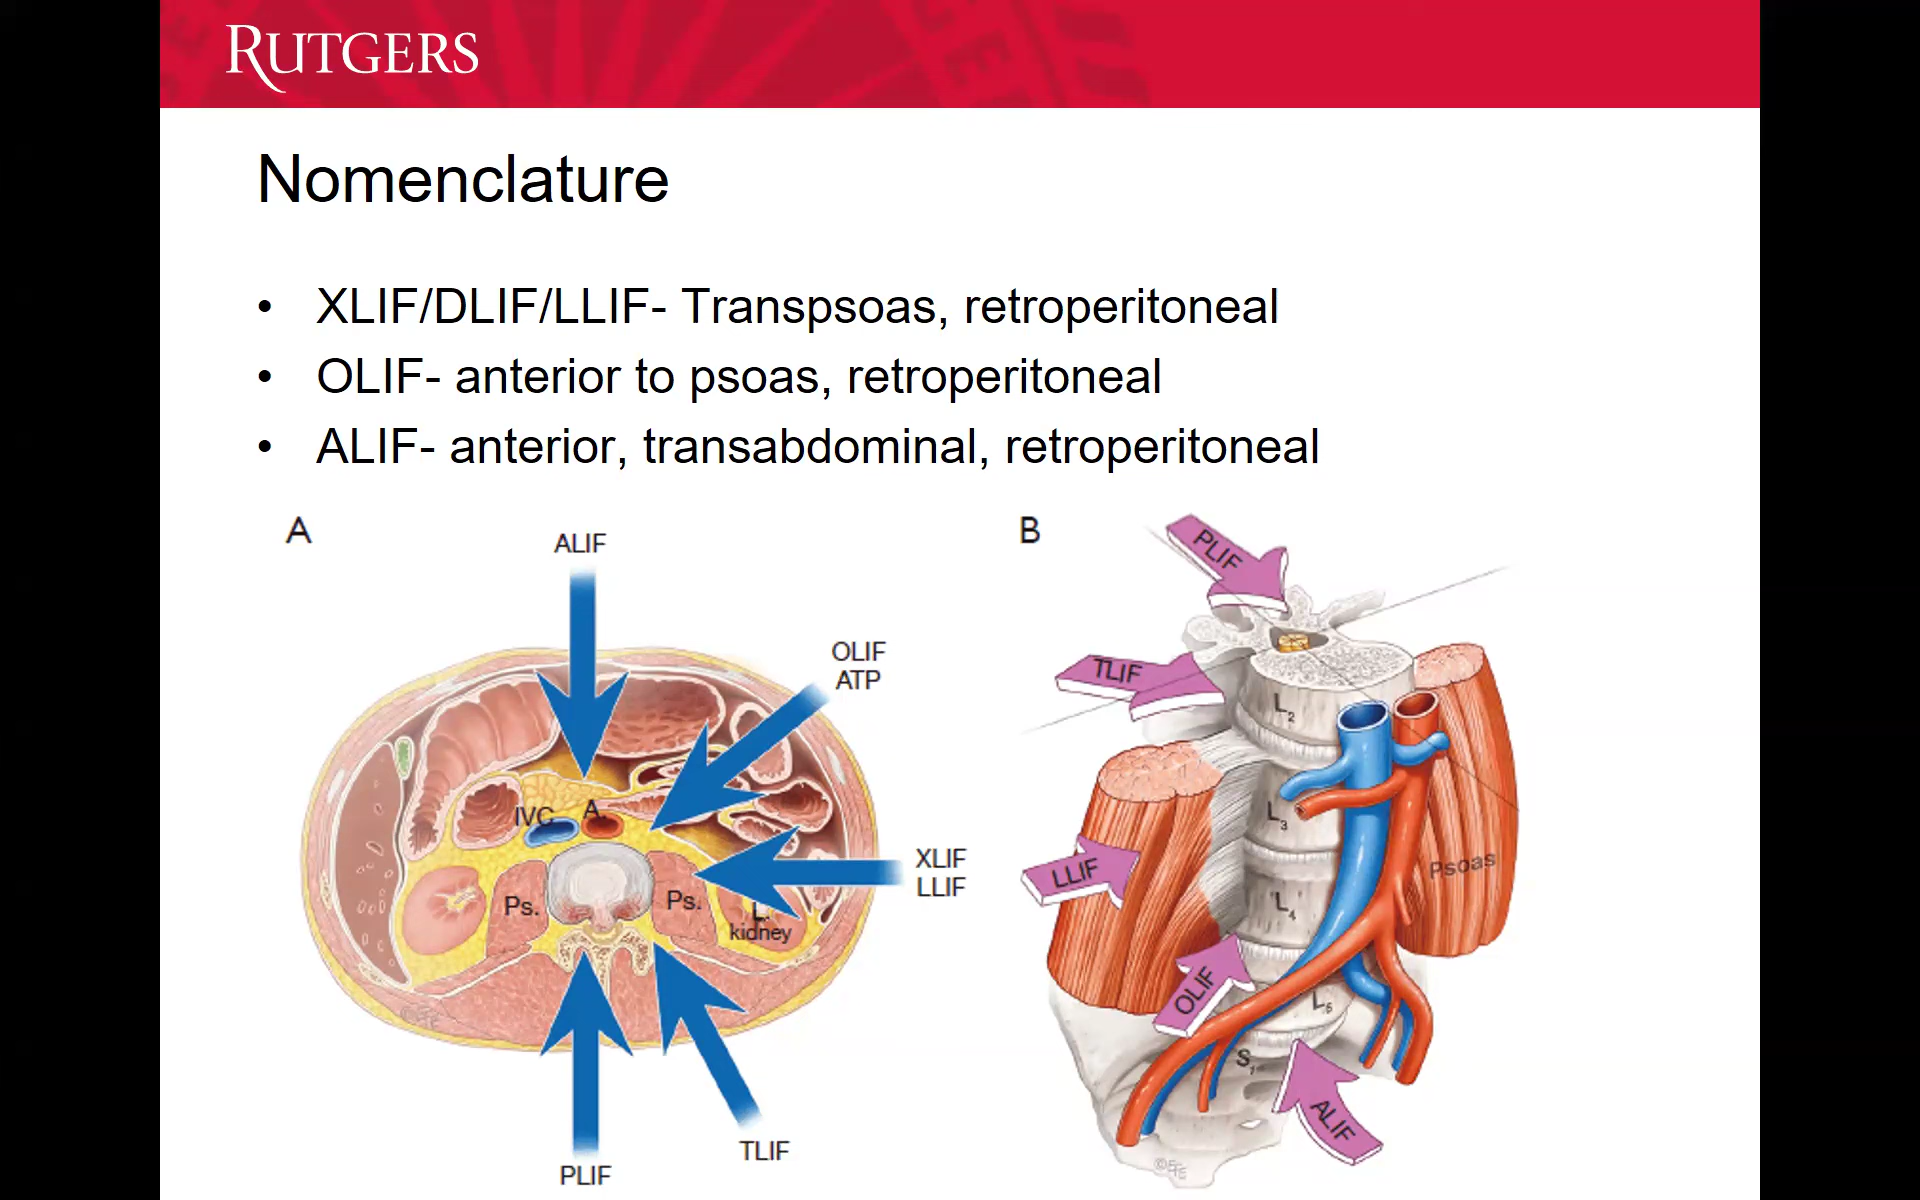 RUTGERS
Nomenclature
• XLIF/DLIF/LLIF- Transpsoas, retroperitoneal
• OLIF- anterior to psoas, retroperitoneal
• ALIF- anterior, transabdominal, retroperitoneal
A
ALIF
OLIF
ATP
IVC
A.
XLIF
LLIF
Ps.
Ps.
L.
kidney
TLIF
PLIF
B
PLIF
TLIF
L2
L3
Psoas
LLIF
L4
OLIF
L5
S1
ALIF